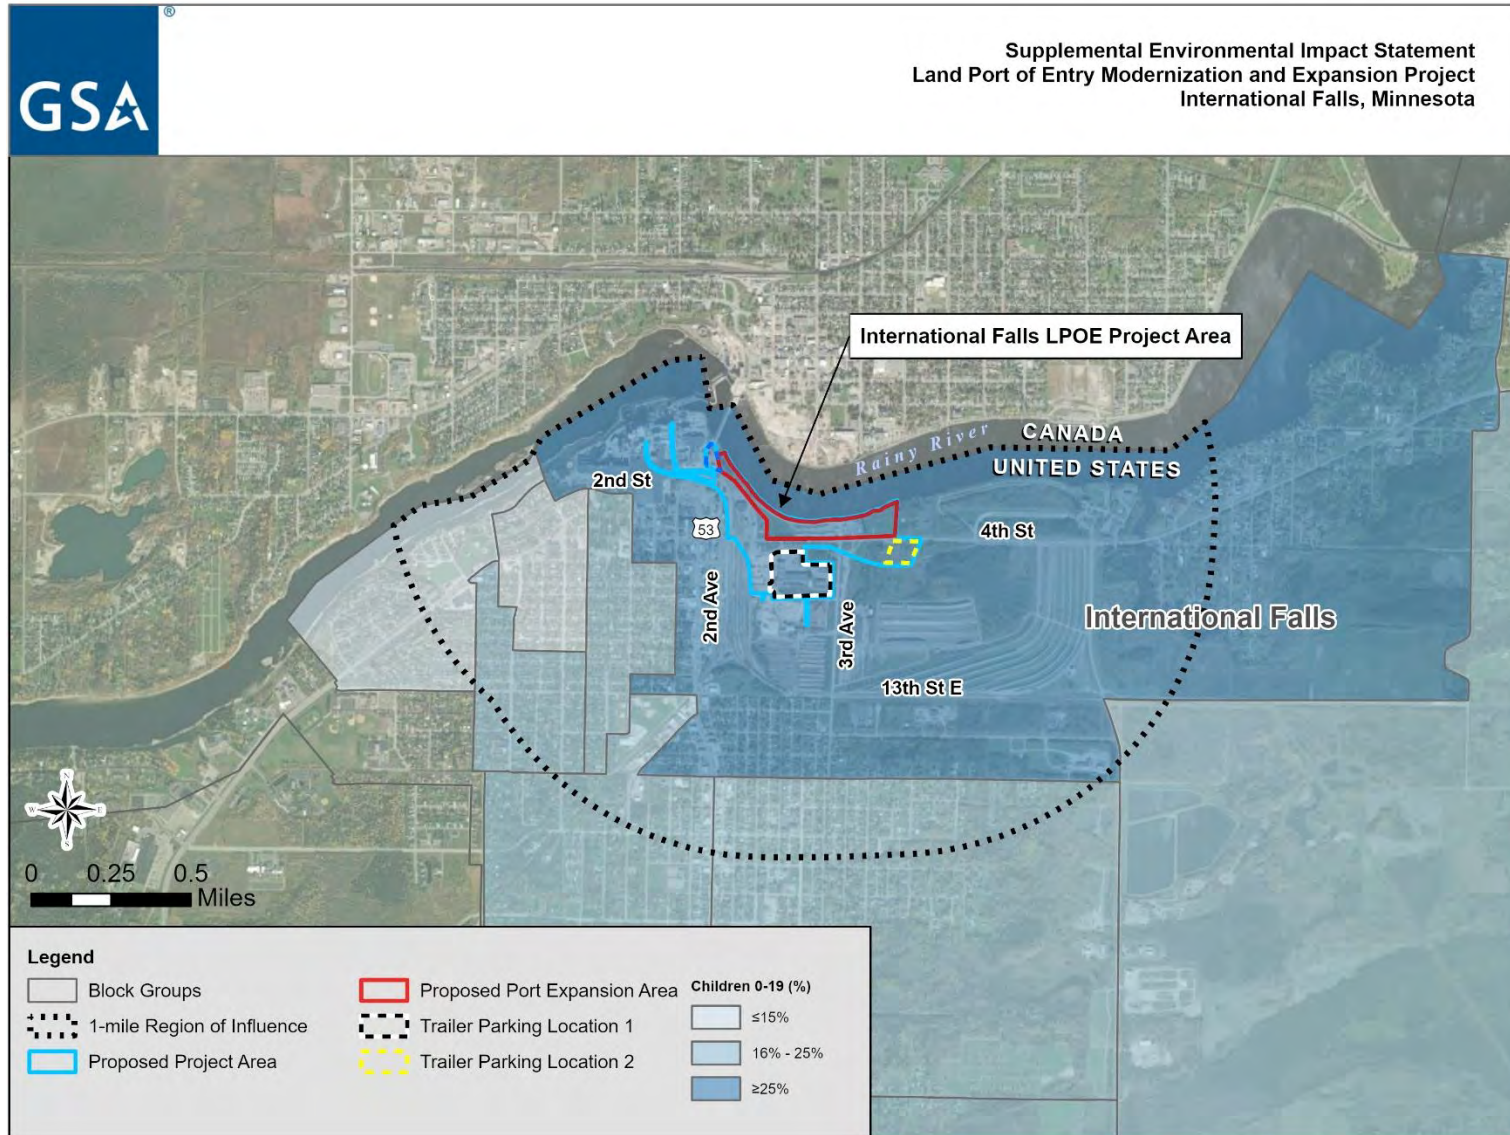 ®
GSA
Supplemental Environmental Impact Statement
Land Port of Entry Modernization and Expansion Project
International Falls, Minnesota
International Falls LPOE Project Area
Rainy River
CANADA
UNITED STATES
2nd St
53
4th St
2nd Ave
3rd Ave
International Falls
13th St E
N
W
E
S
0 0.25 0.5
Miles
Legend
Block Groups
1-mile Region of Influence
Proposed Project Area
Proposed Port Expansion Area
Trailer Parking Location 1
Trailer Parking Location 2
Children 0-19 (%)
≤15%
16% - 25%
≥25%